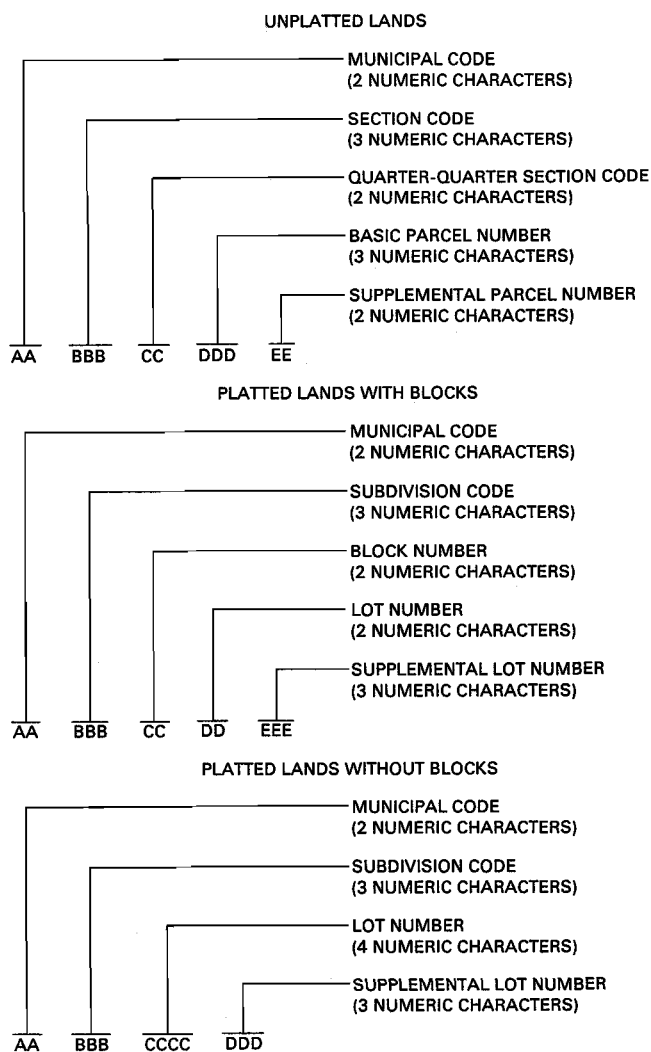 UNPLATTED LANDS
MUNICIPAL CODE
(2 NUMERIC CHARACTERS)
SECTION CODE
(3 NUMERIC CHARACTERS)
QUARTER-QUARTER SECTION CODE
(2 NUMERIC CHARACTERS)
BASIC PARCEL NUMBER
(3 NUMERIC CHARACTERS)
SUPPLEMENTAL PARCEL NUMBER
(2 NUMERIC CHARACTERS)
AA BBB CC DDD EE
PLATTED LANDS WITH BLOCKS
MUNICIPAL CODE
(2 NUMERIC CHARACTERS)
SUBDIVISION CODE
(3 NUMERIC CHARACTERS)
BLOCK NUMBER
(2 NUMERIC CHARACTERS)
LOT NUMBER
(2 NUMERIC CHARACTERS)
SUPPLEMENTAL LOT NUMBER
(3 NUMERIC CHARACTERS)
AA BBB CC DD EEE
PLATTED LANDS WITHOUT BLOCKS
MUNICIPAL CODE
(2 NUMERIC CHARACTERS)
SUBDIVISION CODE
(3 NUMERIC CHARACTERS)
LOT NUMBER
(4 NUMERIC CHARACTERS)
SUPPLEMENTAL LOT NUMBER
(3 NUMERIC CHARACTERS)
AA BBB CCCC DDD